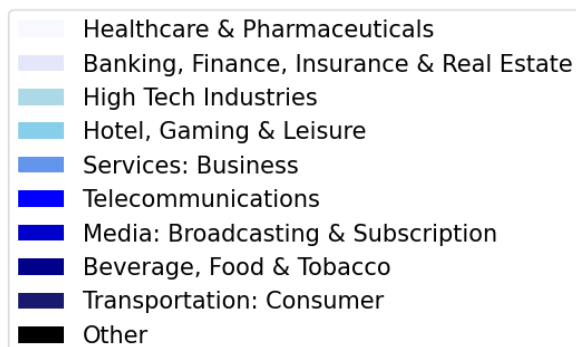 Healthcare & Pharmaceuticals
Banking, Finance, Insurance & Real Estate
High Tech Industries
Hotel, Gaming & Leisure
Services: Business
Telecommunications
Media: Broadcasting & Subscription
Beverage, Food & Tobacco
Transportation: Consumer
Other